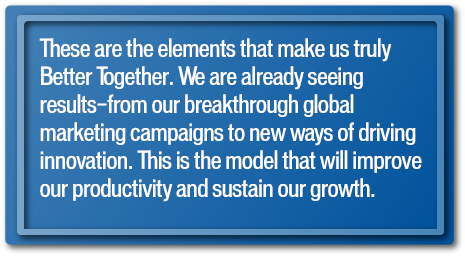 These are the elements that make us truly
Better Together. We are already seeing
results–from our breakthrough global
marketing campaigns to new ways of driving
innovation. This is the model that will improve
our productivity and sustain our growth.